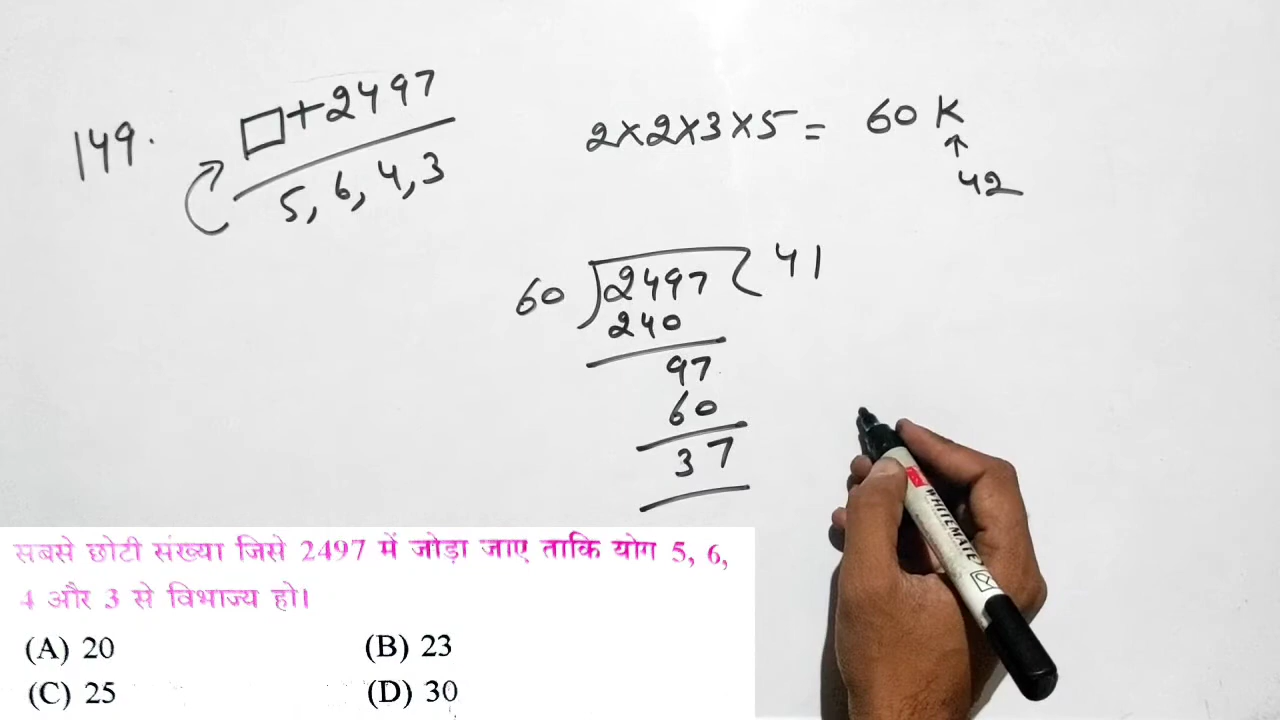 149.
□+2497
5, 6, 4, 3
2×2×3×5= 60 K
↑
42
60 ) 2497 ( 41
240
97
60
37
WHITEMATE
सबसे छोटी संख्या जिसे 2497 में जोड़ा जाए ताकि योग 5, 6,
4 और 3 से विभाज्य हो।
(A) 20 (B) 23
(C) 25 (D) 30